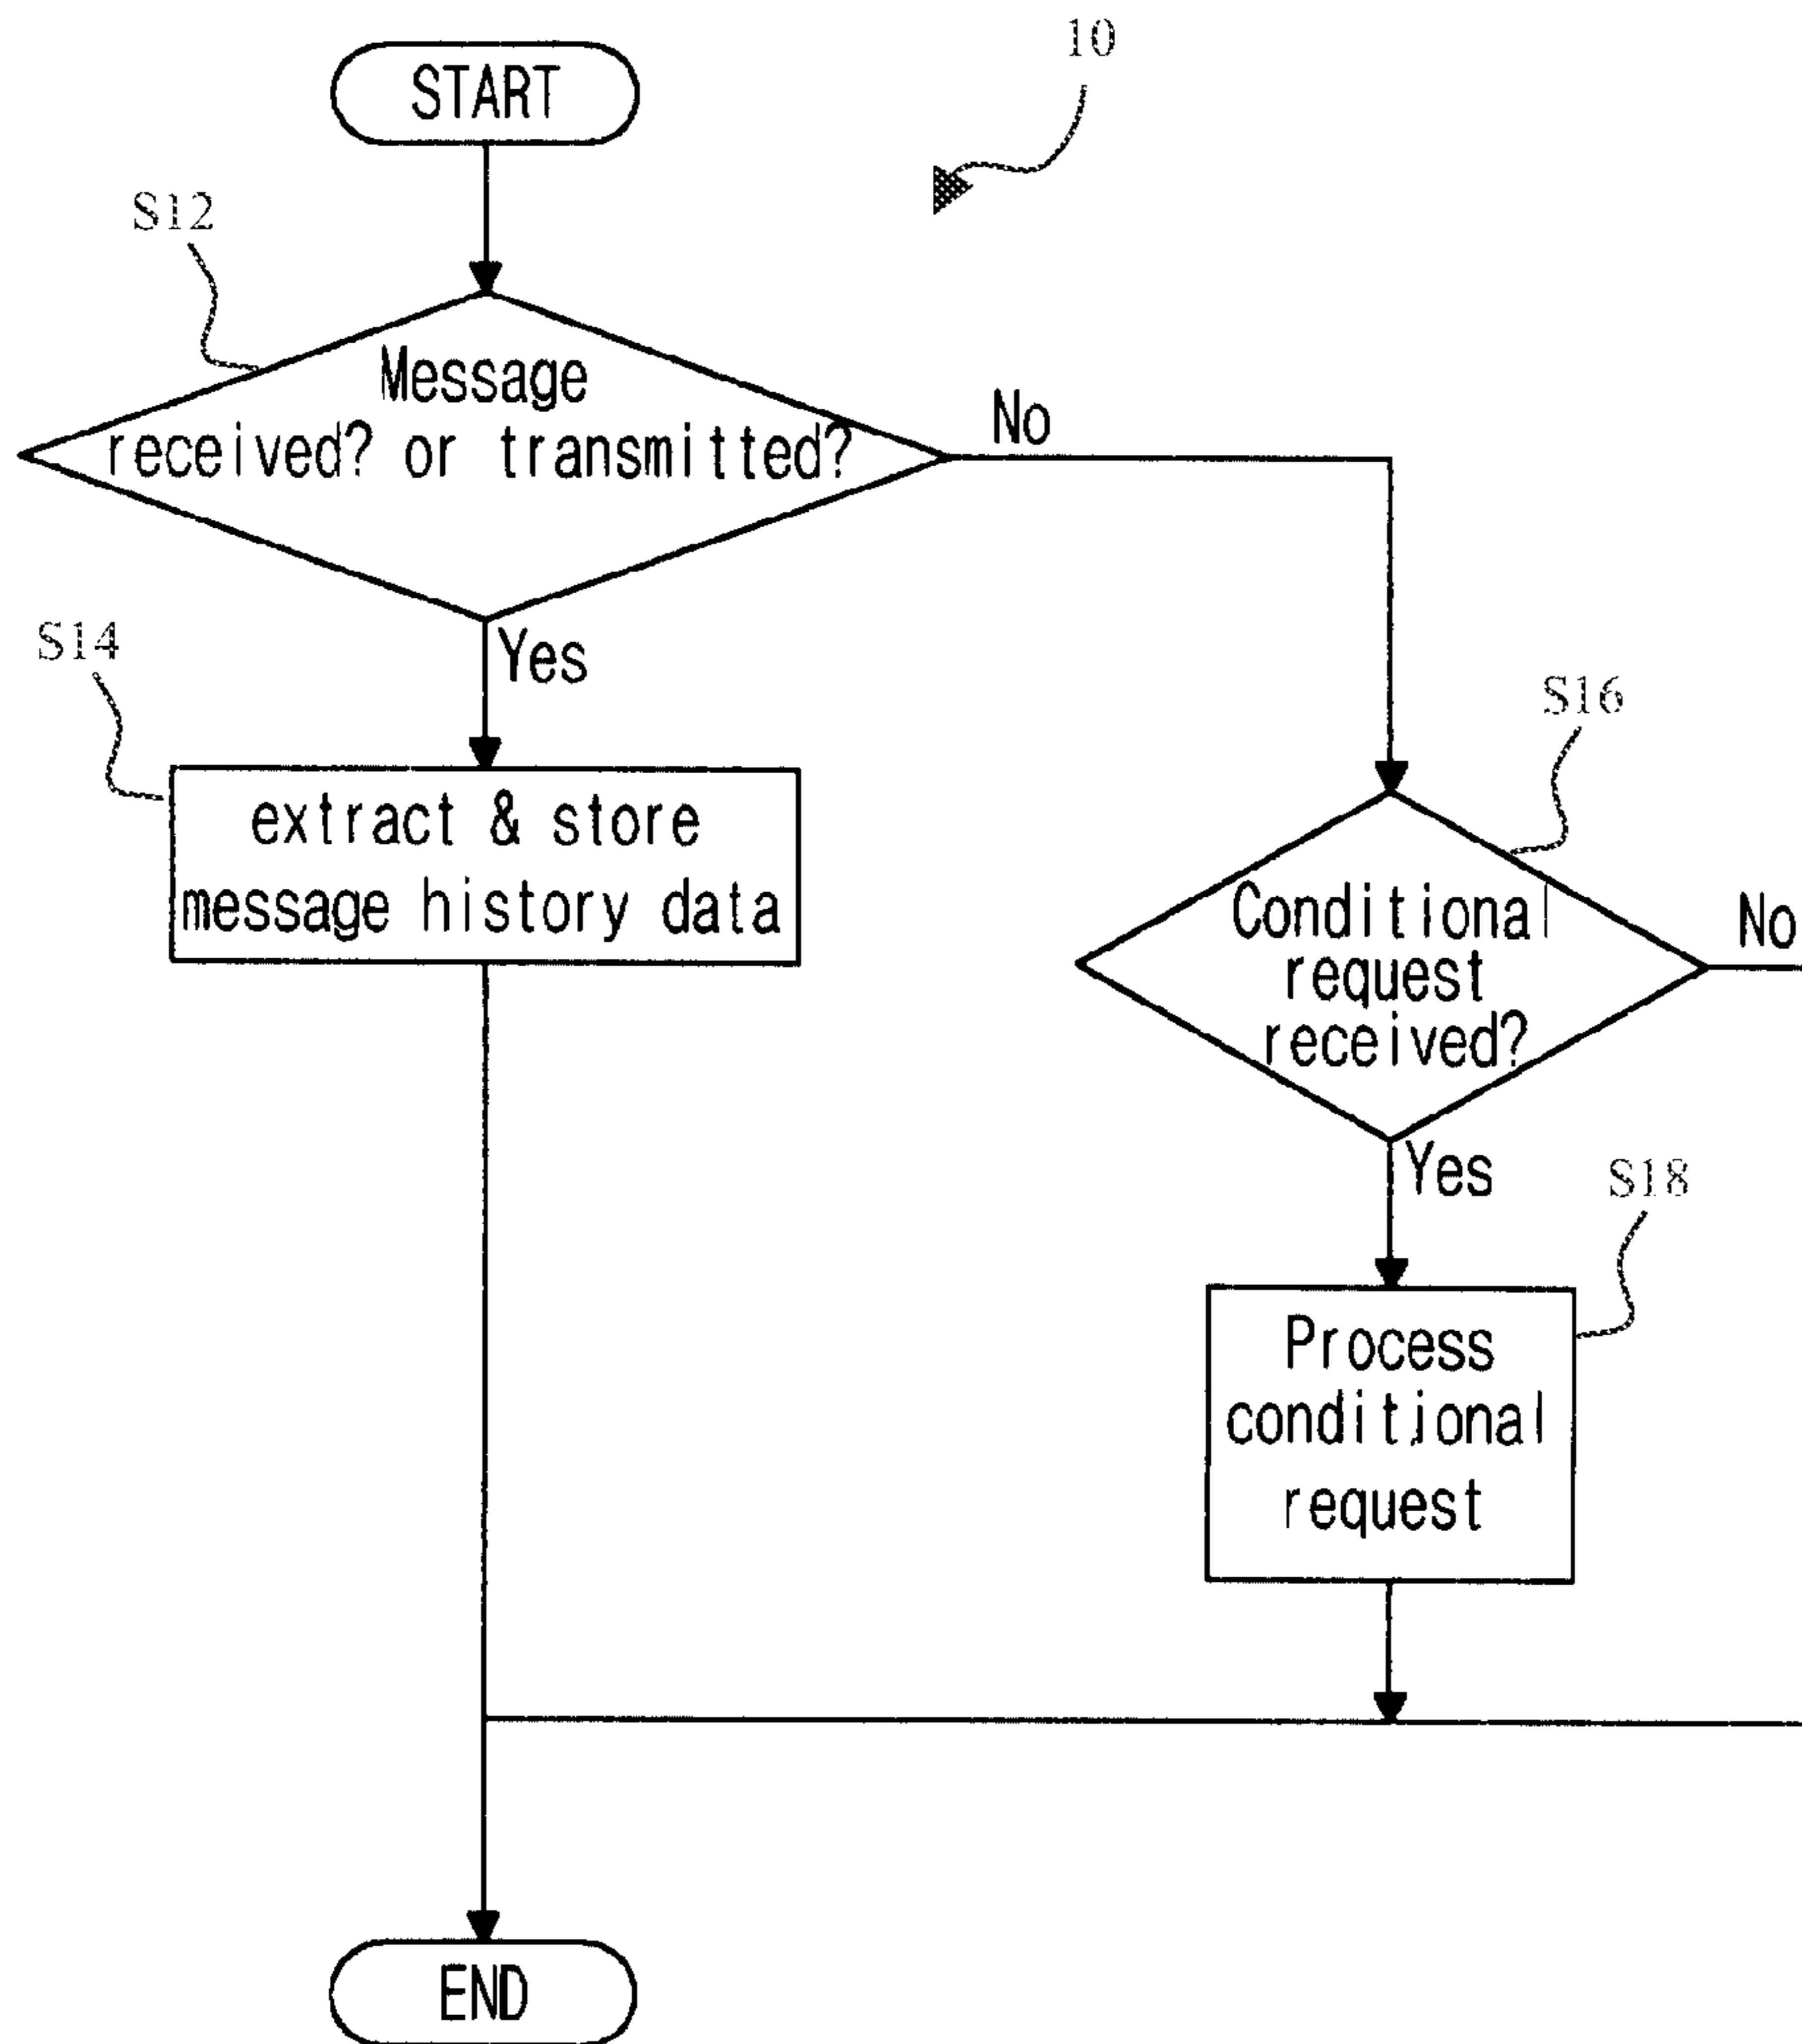 START
10
S12
Message
received? or transmitted?
No
Yes
S14
extract & store
message history data
S16
Conditional
request
received?
No
Yes
S18
Process
conditional
request
END